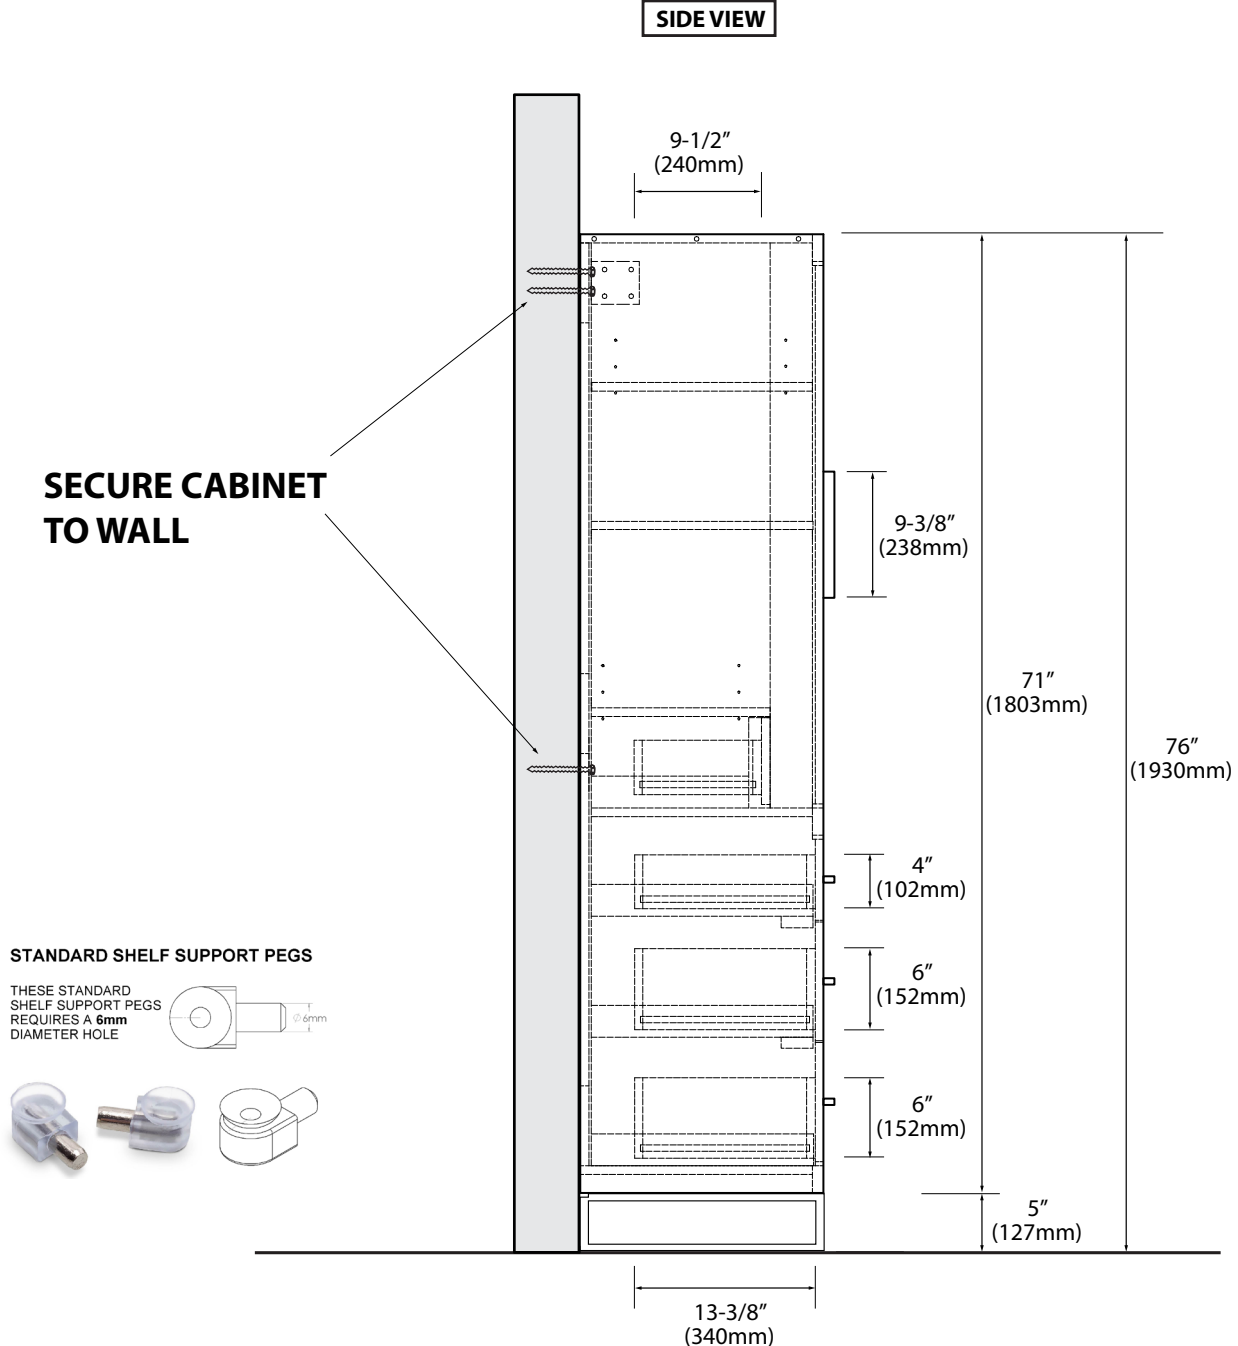 SIDE VIEW
9-1/2”
(240mm)
SECURE CABINET
TO WALL
9-3/8”
(238mm)
71”
(1803mm)
76”
(1930mm)
4”
(102mm)
6”
(152mm)
6”
(152mm)
5”
(127mm)
13-3/8”
(340mm)
STANDARD SHELF SUPPORT PEGS
THESE STANDARD
SHELF SUPPORT PEGS
REQUIRES A 6mm
DIAMETER HOLE
∅6mm